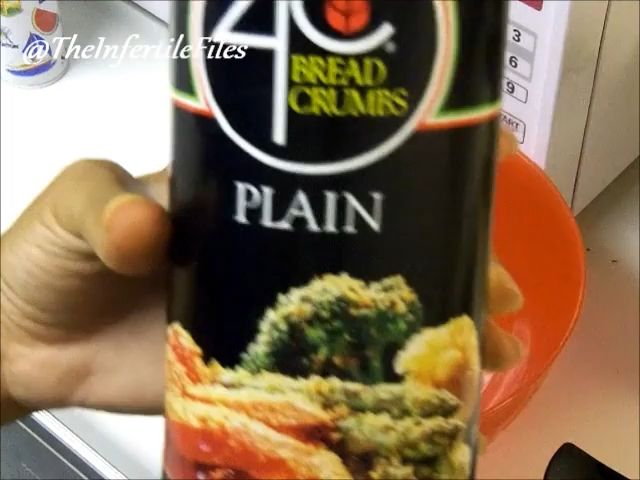 @TheInfertileFiles
4C®
BREAD
CRUMBS
PLAIN
3
6
9
START